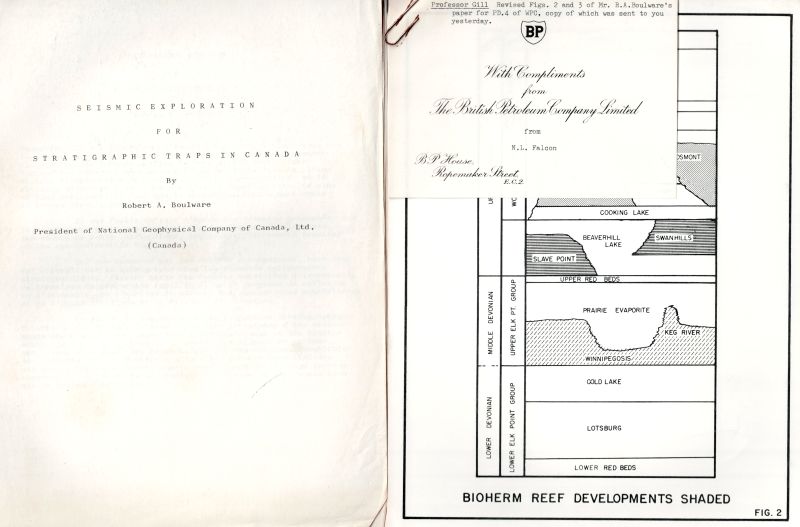 SEISMIC EXPLORATION
FOR
STRATIGRAPHIC TRAPS IN CANADA
By
Robert A. Boulware
President of National Geophysical Company of Canada, Ltd.
(Canada)
Professor Gill Revised Figs. 2 and 3 of Mr. R.A.Boulware's
paper for PD.4 of WPC, copy of which was sent to you
yesterday.
BP
With Compliments
from
The British Petroleum Company Limited
from
N.L. Falcon
B.P. House,
Ropemaker Street,
E.C.2.
COOKING LAKE
BEAVERHILL
LAKE
SWAN HILLS
SLAVE POINT
UPPER RED BEDS
MIDDLE DEVONIAN
UPPER ELK PT. GROUP
PRAIRIE EVAPORITE
KEG RIVER
WINNIPEGOSIS
LOWER DEVONIAN
LOWER ELK POINT GROUP
COLD LAKE
LOTSBURG
LOWER RED BEDS
BIOHERM REEF DEVELOPMENTS SHADED
FIG. 2